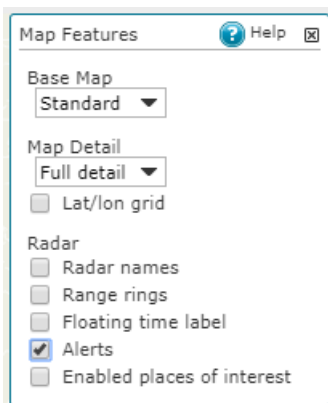 Map Features ? Help
Base Map
Standard
Map Detail
Full detail
Lat/lon grid
Radar
Radar names
Range rings
Floating time label
Alerts
Enabled places of interest